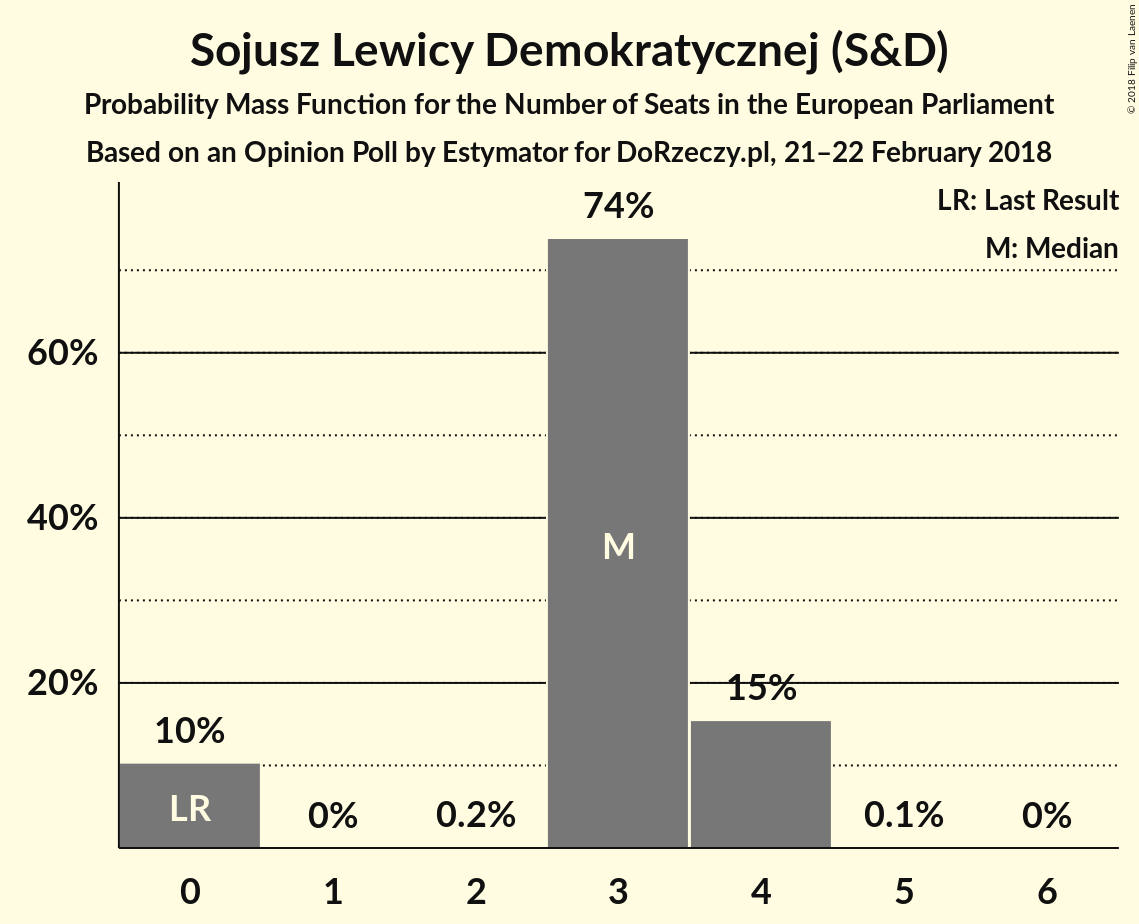 Sojusz Lewicy Demokratycznej (S&D)
Probability Mass Function for the Number of Seats in the European Parliament
Based on an Opinion Poll by Estymator for DoRzeczy.pl, 21–22 February 2018
© 2018 Filip van Laenen
LR: Last Result
M: Median
74%
60%
40%
M
20%
15%
10%
LR
0%
0.2%
0.1%
0%
0 1 2 3 4 5 6